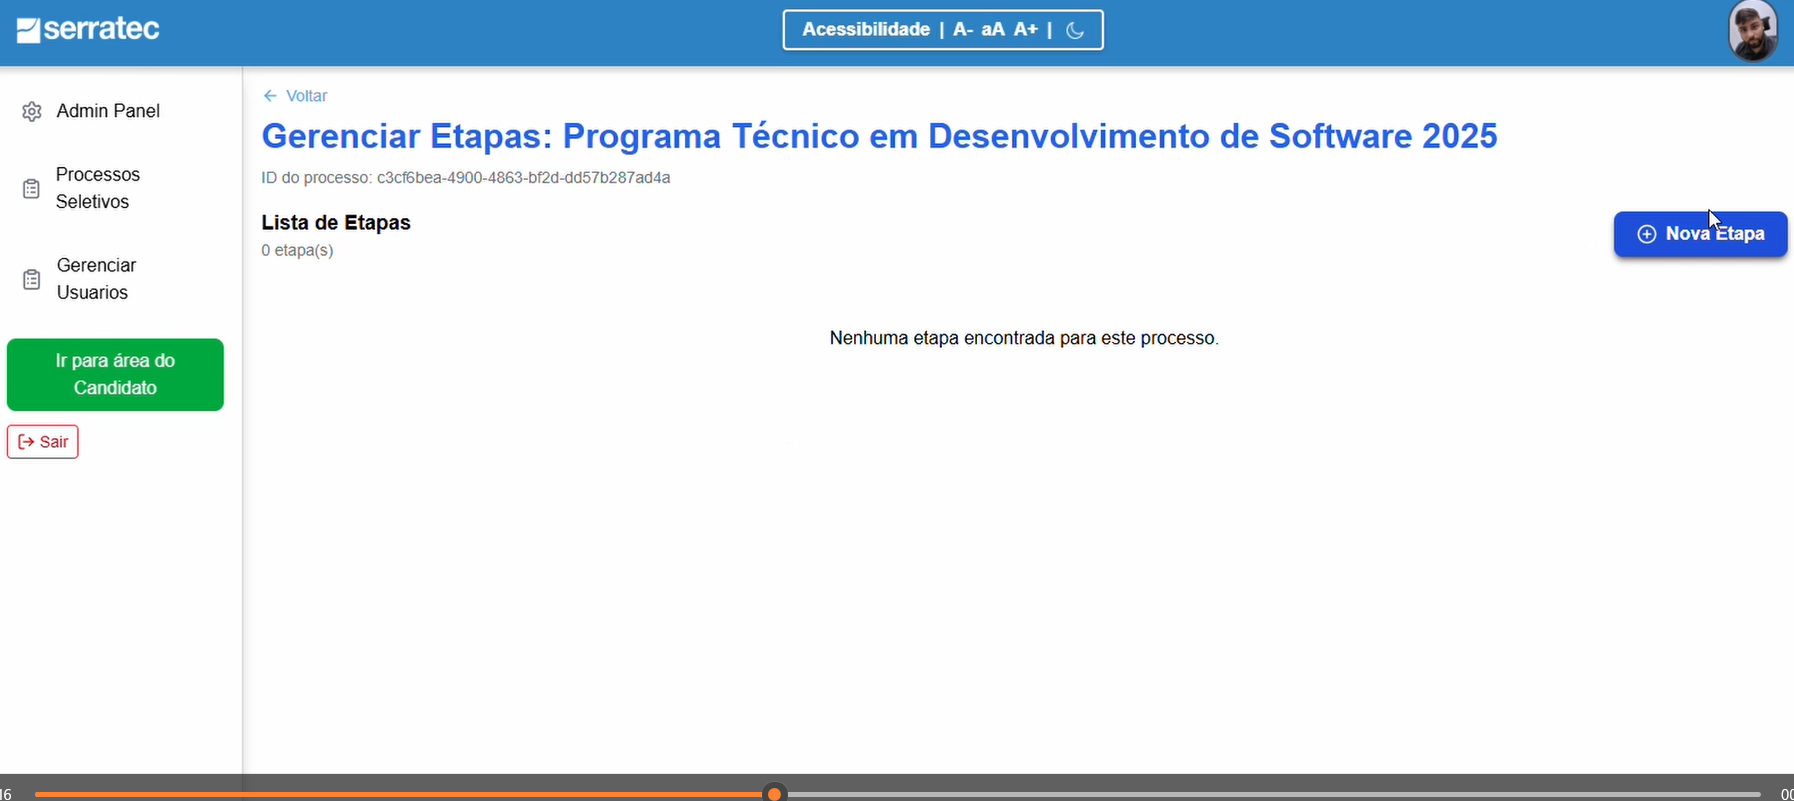 serratec
Acessibilidade | A- aA A+ |
Admin Panel
Processos
Seletivos
Gerenciar
Usuarios
Ir para área do
Candidato
Sair
Voltar
Gerenciar Etapas: Programa Técnico em Desenvolvimento de Software 2025
ID do processo: c3cf6bea-4900-4863-bf2d-dd57b287ad4a
Lista de Etapas
0 etapa(s)
Nova Etapa
Nenhuma etapa encontrada para este processo.